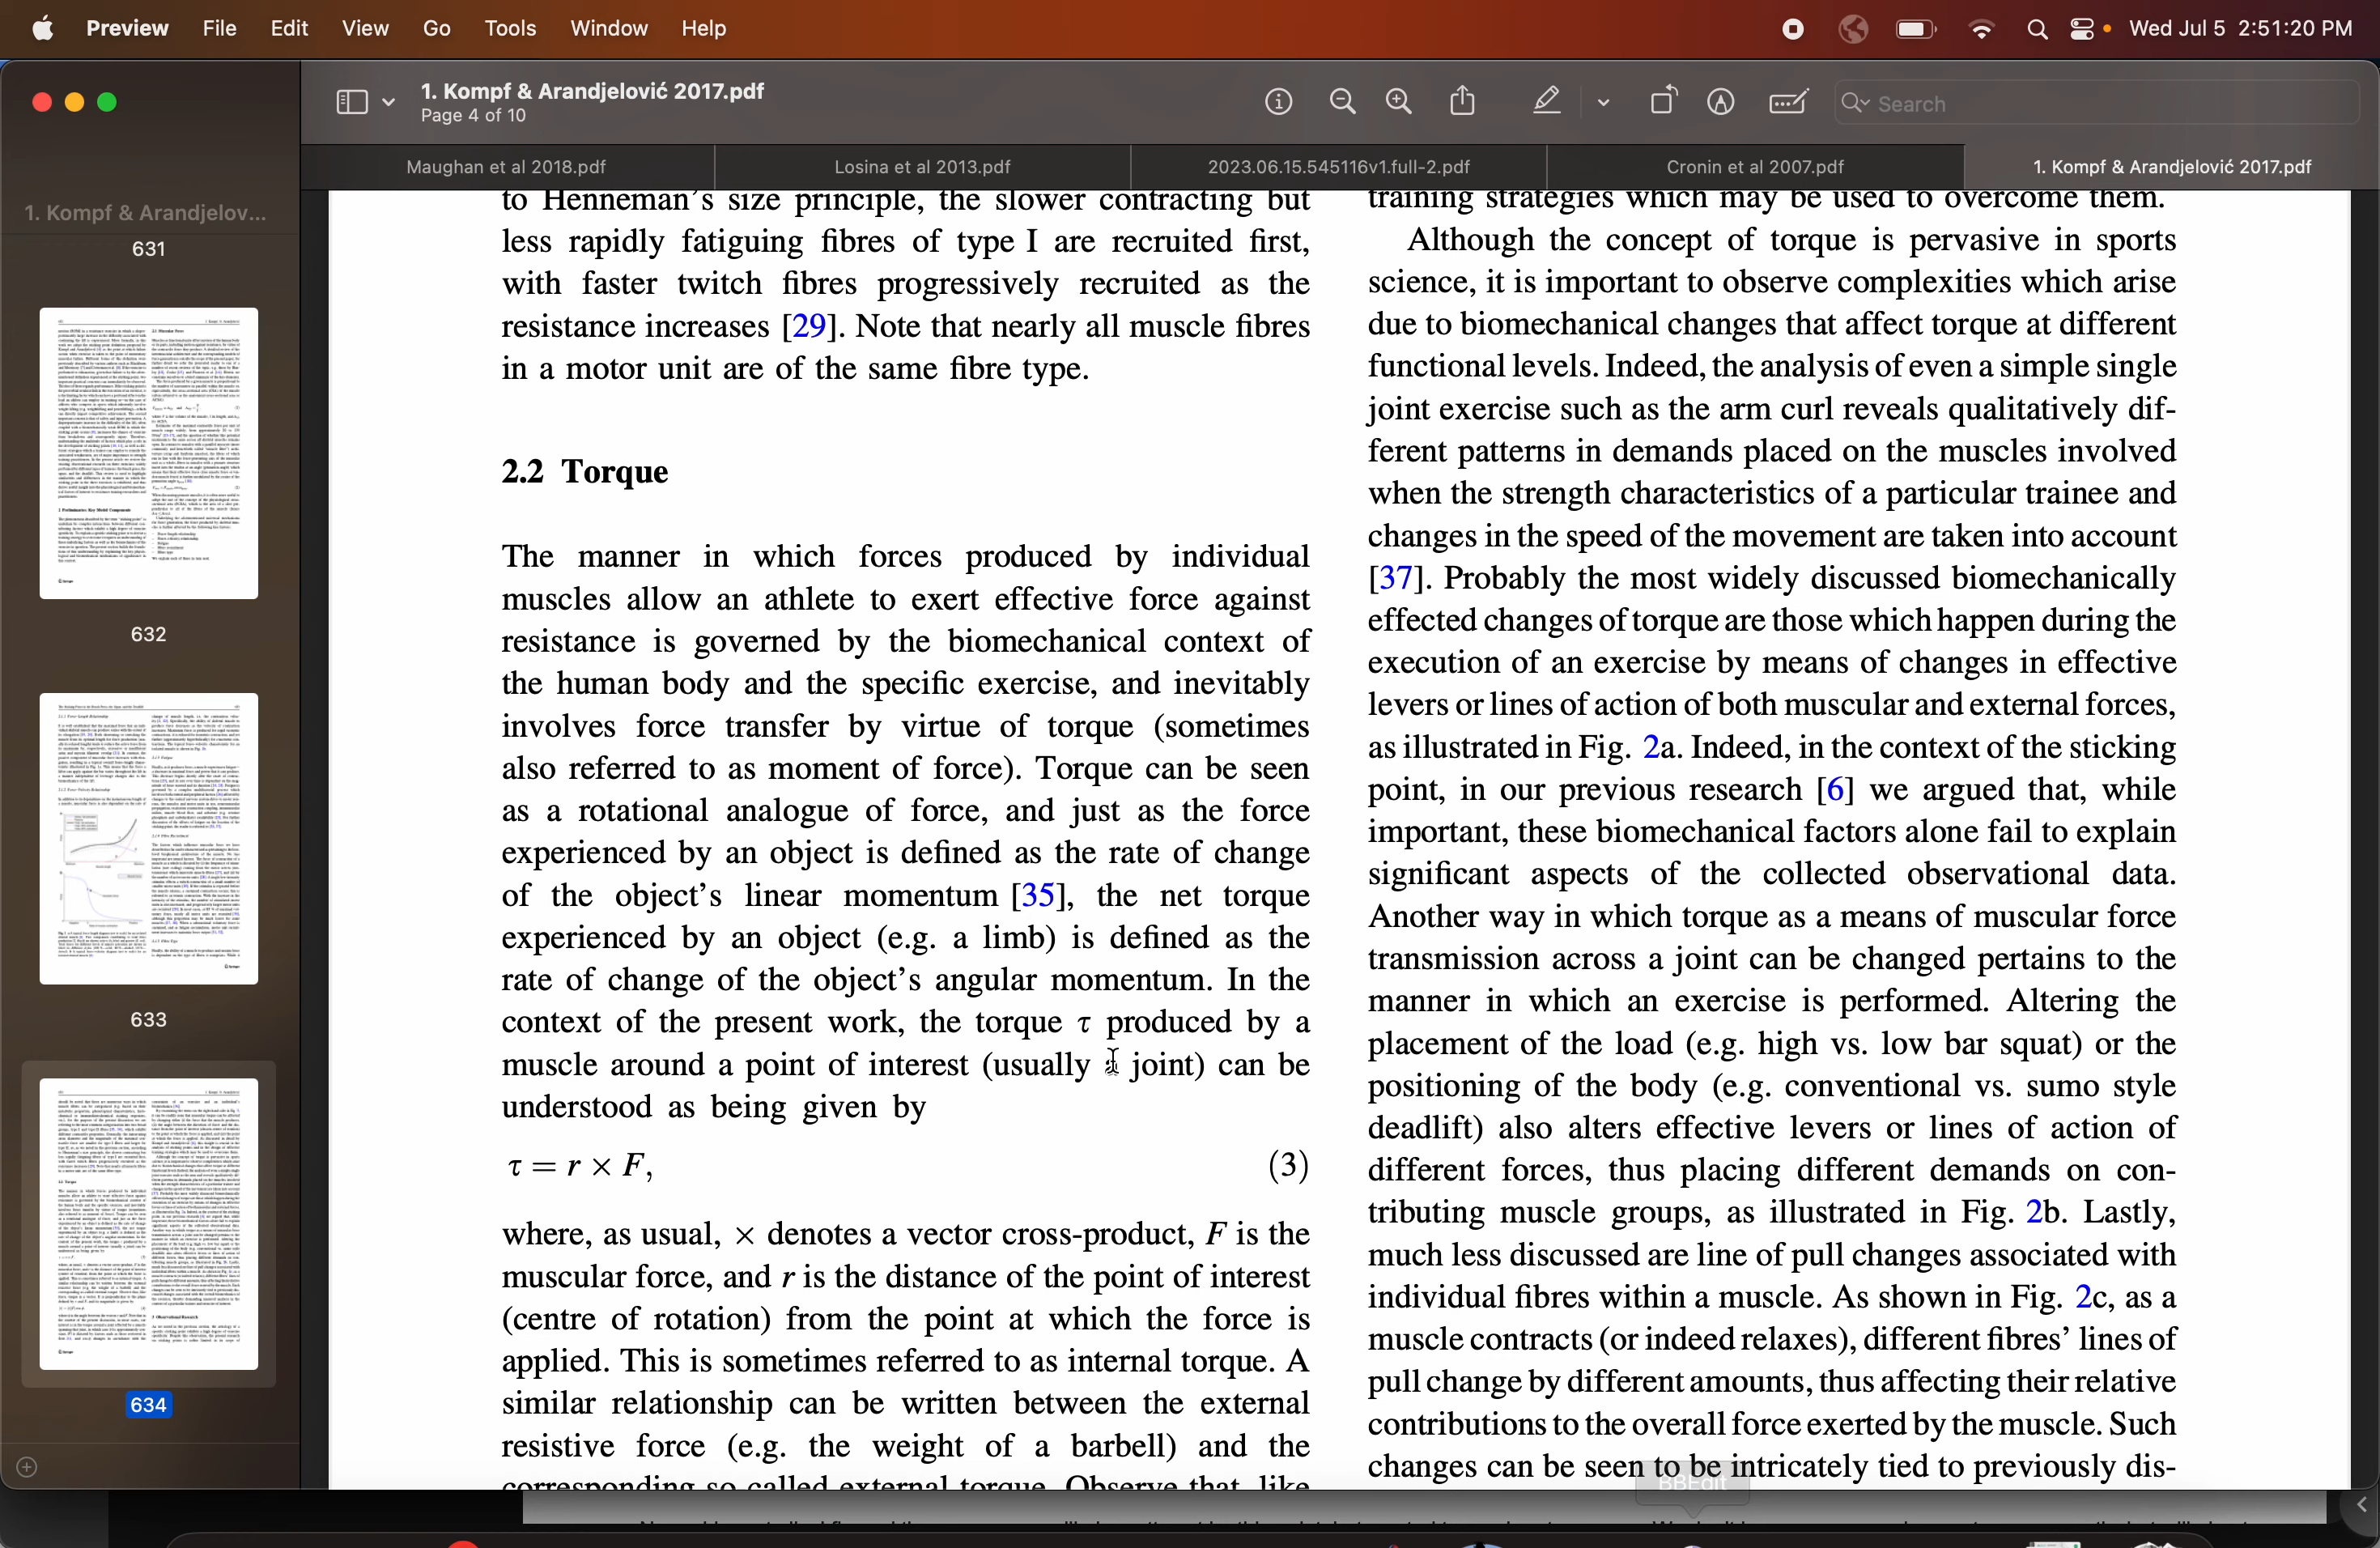 Preview File Edit View Go Tools Window Help
Wed Jul 5 2:51:20 PM
1. Kompf & Arandjelović 2017.pdf
Page 4 of 10
Search
Maughan et al 2018.pdf
Losina et al 2013.pdf
2023.06.15.545116v1.full-2.pdf
Cronin et al 2007.pdf
1. Kompf & Arandjelović 2017.pdf
1. Kompf & Arandjelov...
631
632
633
634
to Henneman's size principle, the slower contracting but
less rapidly fatiguing fibres of type I are recruited first,
with faster twitch fibres progressively recruited as the
resistance increases [29]. Note that nearly all muscle fibres
in a motor unit are of the same fibre type.
2.2 Torque
The manner in which forces produced by individual
muscles allow an athlete to exert effective force against
resistance is governed by the biomechanical context of
the human body and the specific exercise, and inevitably
involves force transfer by virtue of torque (sometimes
also referred to as moment of force). Torque can be seen
as a rotational analogue of force, and just as the force
experienced by an object is defined as the rate of change
of the object's linear momentum [35], the net torque
experienced by an object (e.g. a limb) is defined as the
rate of change of the object's angular momentum. In the
context of the present work, the torque τ produced by a
muscle around a point of interest (usually a joint) can be
understood as being given by
τ = r × F, (3)
where, as usual, × denotes a vector cross-product, F is the
muscular force, and r is the distance of the point of interest
(centre of rotation) from the point at which the force is
applied. This is sometimes referred to as internal torque. A
similar relationship can be written between the external
resistive force (e.g. the weight of a barbell) and the
corresponding so called external torque. Observe that, like
training strategies which may be used to overcome them.
Although the concept of torque is pervasive in sports
science, it is important to observe complexities which arise
due to biomechanical changes that affect torque at different
functional levels. Indeed, the analysis of even a simple single
joint exercise such as the arm curl reveals qualitatively dif-
ferent patterns in demands placed on the muscles involved
when the strength characteristics of a particular trainee and
changes in the speed of the movement are taken into account
[37]. Probably the most widely discussed biomechanically
effected changes of torque are those which happen during the
execution of an exercise by means of changes in effective
levers or lines of action of both muscular and external forces,
as illustrated in Fig. 2a. Indeed, in the context of the sticking
point, in our previous research [6] we argued that, while
important, these biomechanical factors alone fail to explain
significant aspects of the collected observational data.
Another way in which torque as a means of muscular force
transmission across a joint can be changed pertains to the
manner in which an exercise is performed. Altering the
placement of the load (e.g. high vs. low bar squat) or the
positioning of the body (e.g. conventional vs. sumo style
deadlift) also alters effective levers or lines of action of
different forces, thus placing different demands on con-
tributing muscle groups, as illustrated in Fig. 2b. Lastly,
much less discussed are line of pull changes associated with
individual fibres within a muscle. As shown in Fig. 2c, as a
muscle contracts (or indeed relaxes), different fibres' lines of
pull change by different amounts, thus affecting their relative
contributions to the overall force exerted by the muscle. Such
changes can be seen to be intricately tied to previously dis-
BBEdit